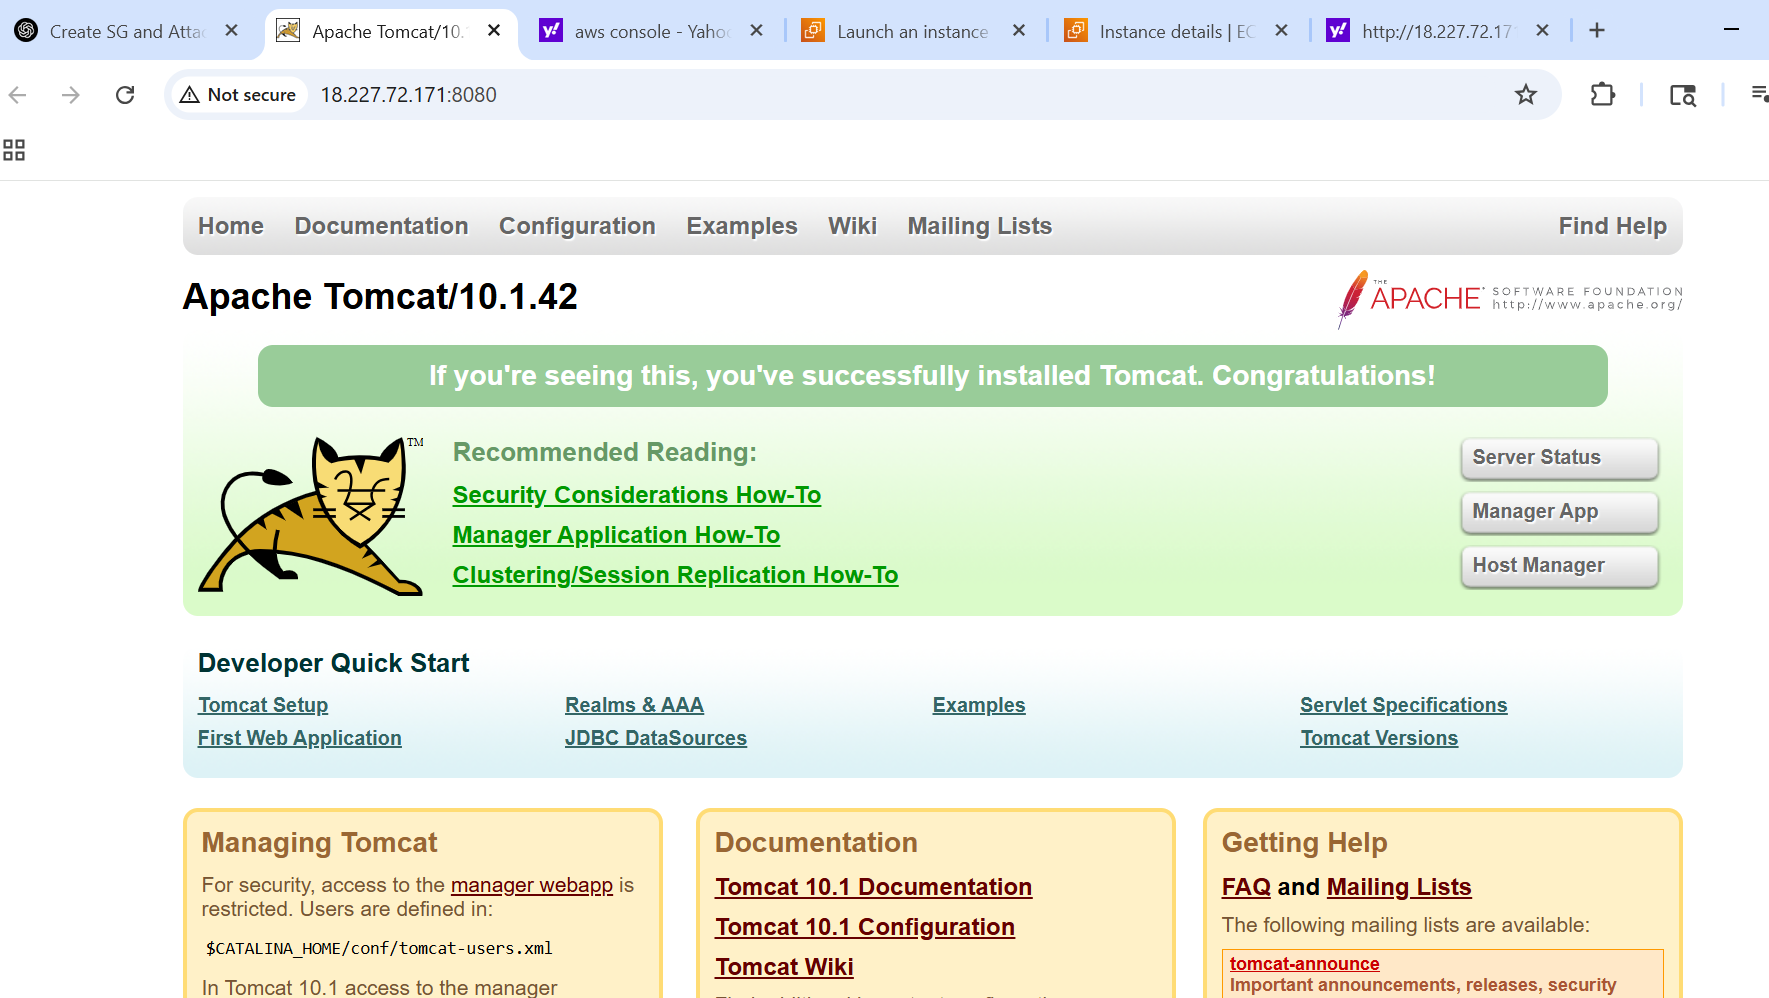 Create SG and Attac
Apache Tomcat/10.
aws console - Yahoo
Launch an instance
Instance details | EC
http://18.227.72.171
Not secure
18.227.72.171:8080
Home
Documentation
Configuration
Examples
Wiki
Mailing Lists
Find Help
Apache Tomcat/10.1.42
THE APACHE SOFTWARE FOUNDATION
http://www.apache.org/
If you're seeing this, you've successfully installed Tomcat. Congratulations!
TM
Recommended Reading:
Security Considerations How-To
Manager Application How-To
Clustering/Session Replication How-To
Server Status
Manager App
Host Manager
Developer Quick Start
Tomcat Setup
Realms & AAA
Examples
Servlet Specifications
First Web Application
JDBC DataSources
Tomcat Versions
Managing Tomcat
For security, access to the manager webapp is
restricted. Users are defined in:
$CATALINA_HOME/conf/tomcat-users.xml
In Tomcat 10.1 access to the manager
Documentation
Tomcat 10.1 Documentation
Tomcat 10.1 Configuration
Tomcat Wiki
Getting Help
FAQ and Mailing Lists
The following mailing lists are available:
tomcat-announce
Important announcements, releases, security